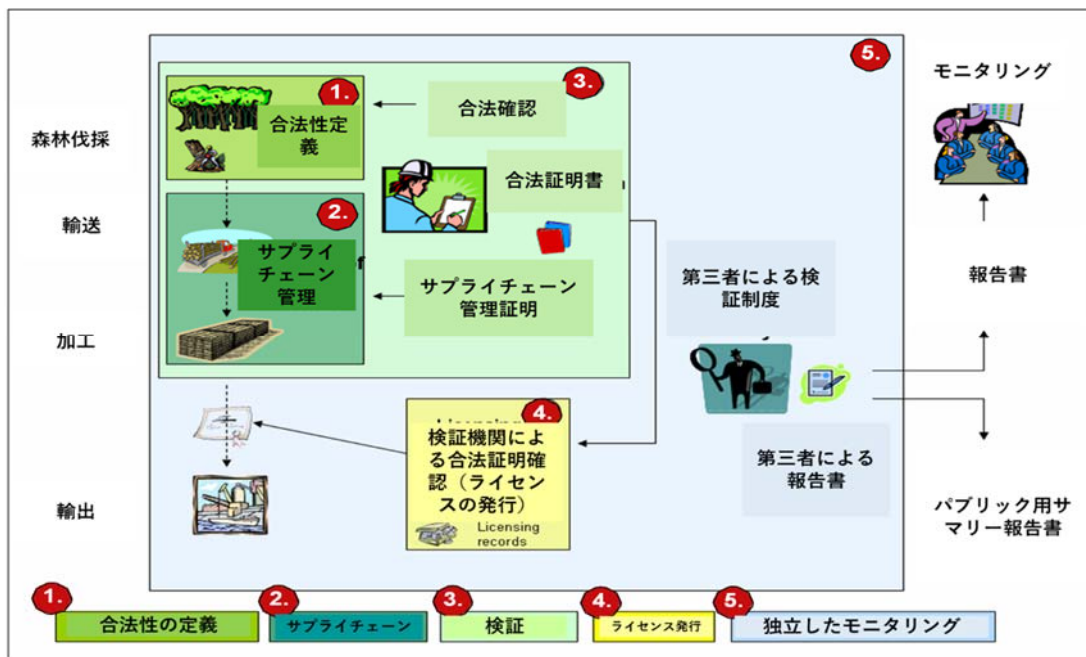 5.
モニタリング
3.
1.
合法性定
義
合法確認
森林伐採
合法証明書
輸送
2.
サプライ
チェーン
管理
サプライチェーン
管理証明
第三者による検
証制度
報告書
加工
4.
検証機関によ
る合法証明確
認（ライセン
スの発行）
Licensing
records
第三者による
報告書
輸出
パブリック用サ
マリー報告書
1.
合法性の定義
2.
サプライチェーン
3.
検証
4.
ライセンス発行
5.
独立したモニタリング